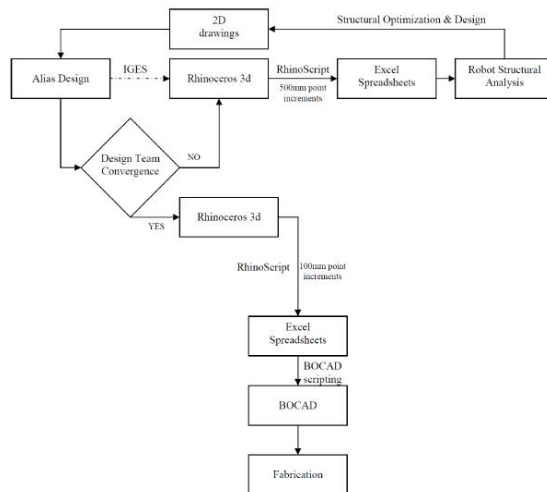 2D
drawings
Structural Optimization & Design
Alias Design
IGES
Rhinoceros 3d
RhinoScript
500mm point
increments
Excel
Spreadsheets
Robot Structural
Analysis
Design Team
Convergence
NO
YES
Rhinoceros 3d
RhinoScript
100mm point
increments
Excel
Spreadsheets
BOCAD
scripting
BOCAD
Fabrication